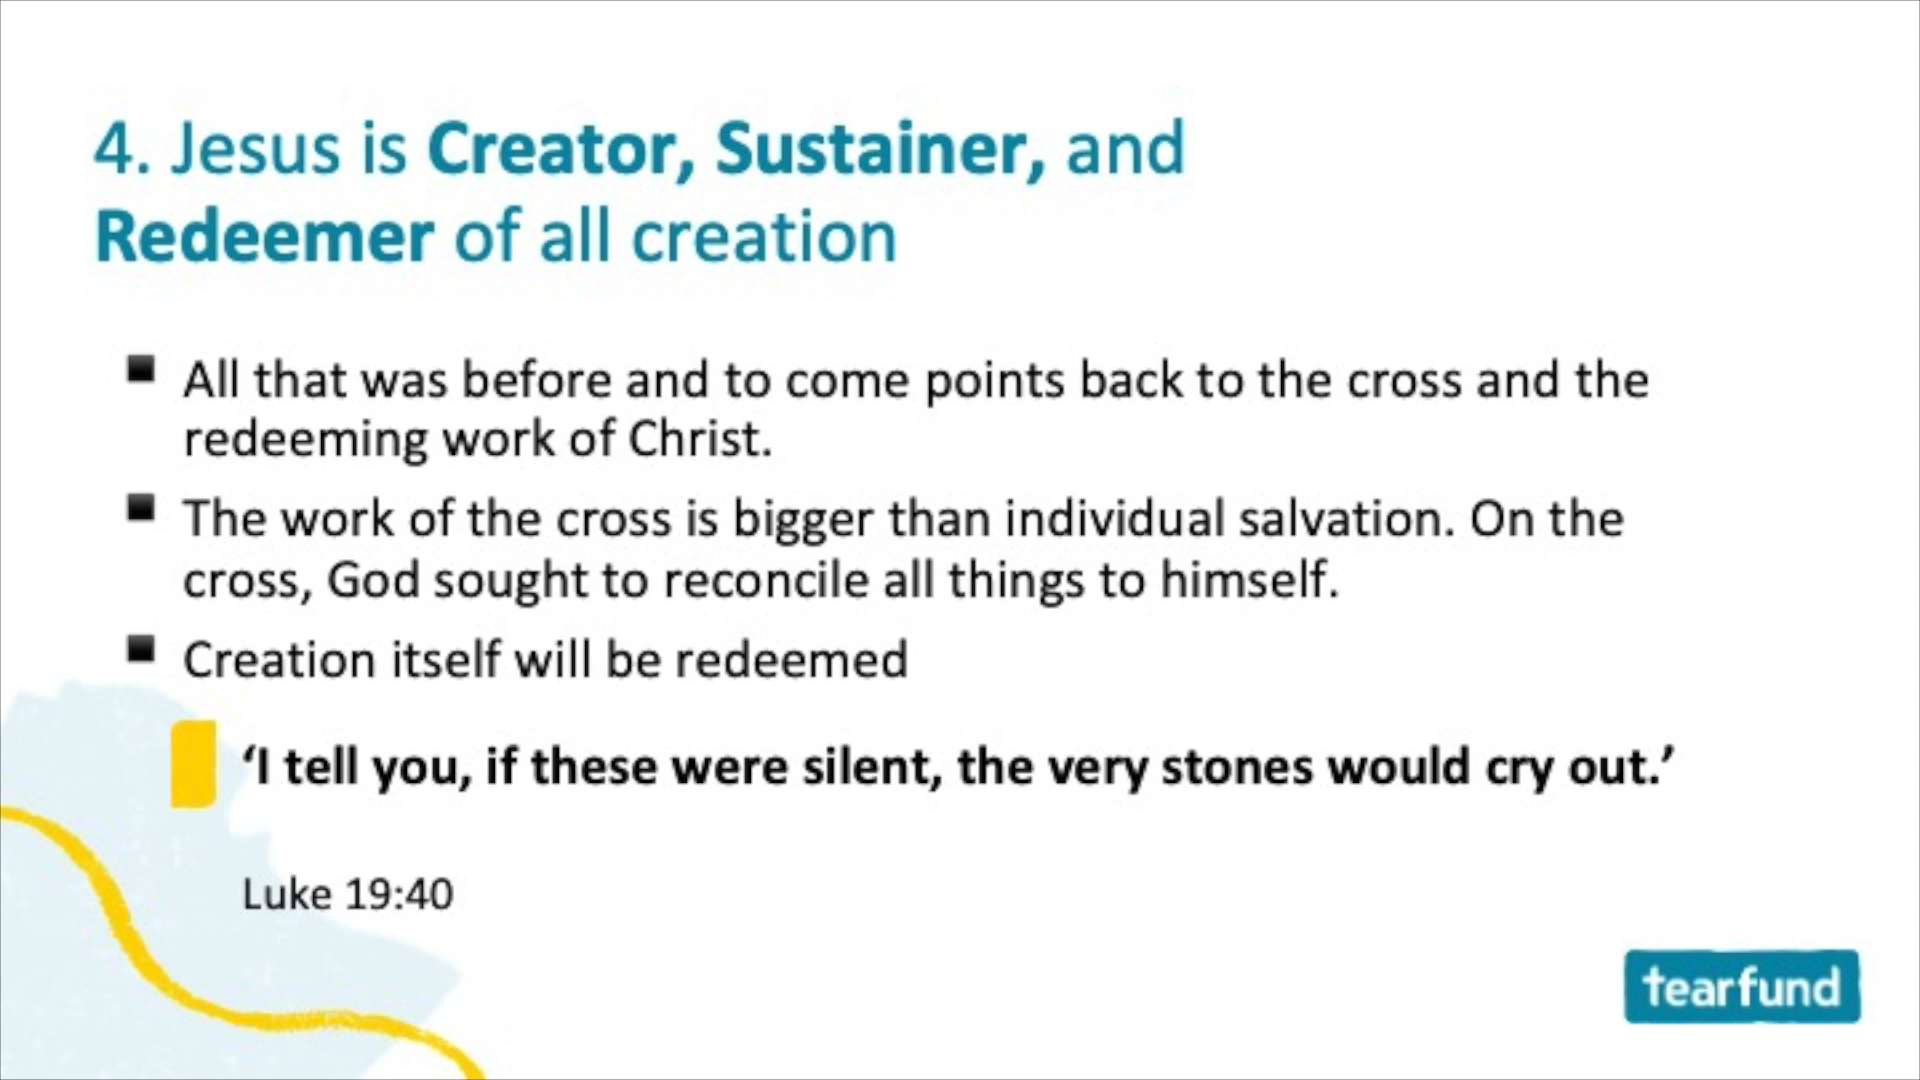 4. Jesus is Creator, Sustainer, and
Redeemer of all creation
All that was before and to come points back to the cross and the
redeeming work of Christ.
The work of the cross is bigger than individual salvation. On the
cross, God sought to reconcile all things to himself.
Creation itself will be redeemed
‘I tell you, if these were silent, the very stones would cry out.’
Luke 19:40
tearfund